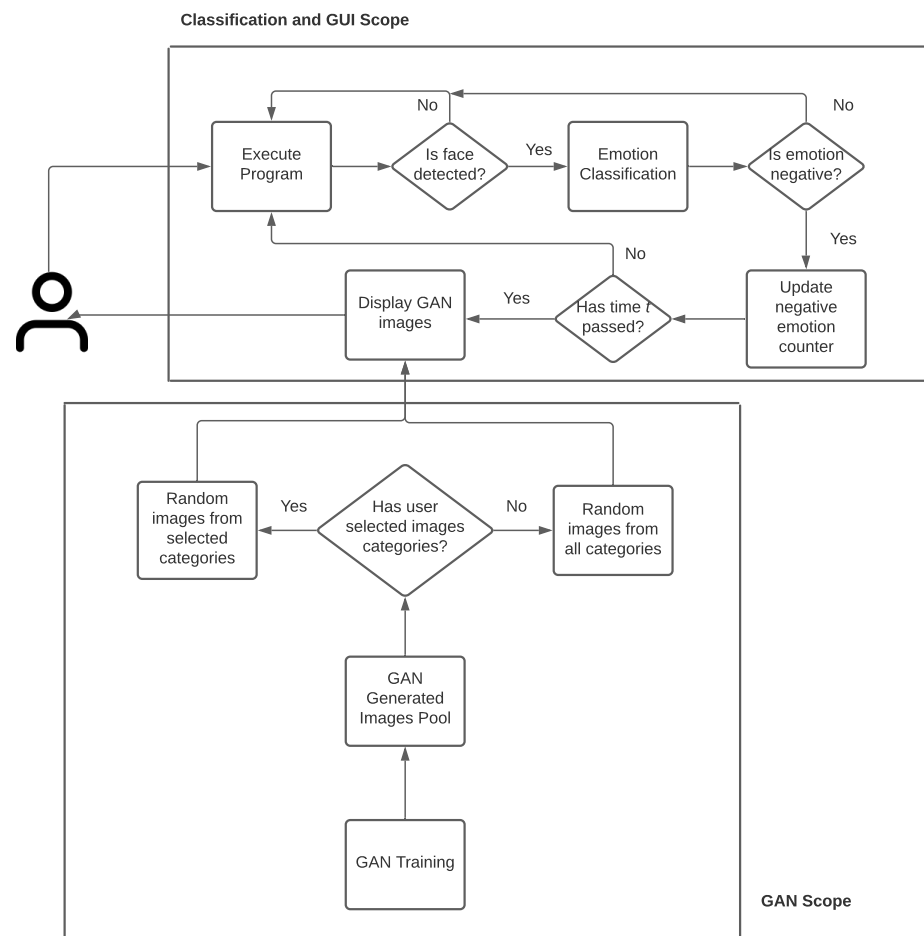 Classification and GUI Scope
No
No
Execute
Program
Is face
detected?
Yes
Emotion
Classification
Is emotion
negative?
Yes
No
Display GAN
images
Yes
Has time t
passed?
Update
negative
emotion
counter
Random
images from
selected
categories
Yes
Has user
selected images
categories?
No
Random
images from
all categories
GAN
Generated
Images Pool
GAN Training
GAN Scope